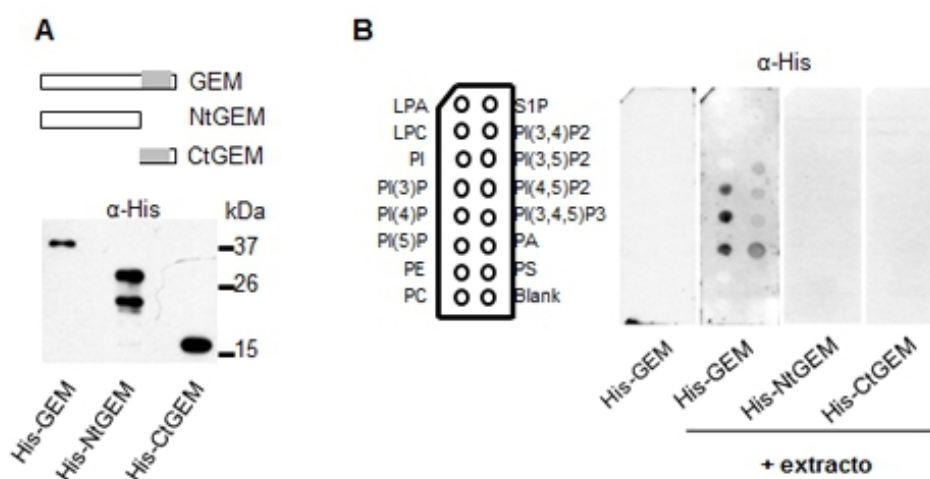 A
GEM
NtGEM
CtGEM
α-His
kDa
37
26
15
His-GEM
His-NtGEM
His-CtGEM
B
LPA
S1P
LPC
PI(3,4)P2
PI
PI(3,5)P2
PI(3)P
PI(4,5)P2
PI(4)P
PI(3,4,5)P3
PI(5)P
PA
PE
PS
PC
Blank
α-His
His-GEM
His-GEM
His-NtGEM
His-CtGEM
+ extracto